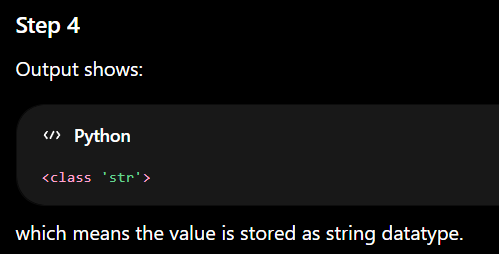 Step 4
Output shows:
</> Python
<class 'str'>
which means the value is stored as string datatype.